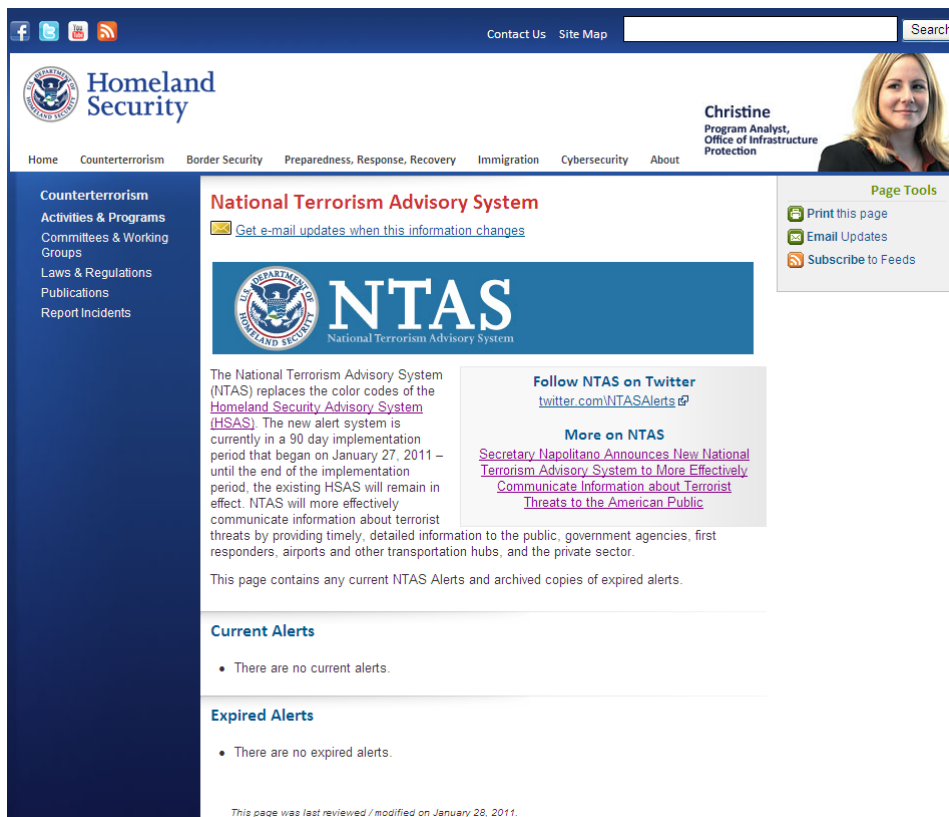 Contact Us Site Map
Search
Homeland
Security
Christine
Program Analyst,
Office of Infrastructure
Protection
Home Counterterrorism Border Security Preparedness, Response, Recovery Immigration Cybersecurity About
Counterterrorism
Activities & Programs
Committees & Working
Groups
Laws & Regulations
Publications
Report Incidents
National Terrorism Advisory System
Get e-mail updates when this information changes
U.S. DEPARTMENT OF HOMELAND SECURITY
NTAS
National Terrorism Advisory System
The National Terrorism Advisory System
(NTAS) replaces the color codes of the
Homeland Security Advisory System
(HSAS). The new alert system is
currently in a 90 day implementation
period that began on January 27, 2011 –
until the end of the implementation
period, the existing HSAS will remain in
effect. NTAS will more effectively
communicate information about terrorist
threats by providing timely, detailed information to the public, government agencies, first
responders, airports and other transportation hubs, and the private sector.
Follow NTAS on Twitter
twitter.com\NTASAlerts
More on NTAS
Secretary Napolitano Announces New National
Terrorism Advisory System to More Effectively
Communicate Information about Terrorist
Threats to the American Public
This page contains any current NTAS Alerts and archived copies of expired alerts.
Current Alerts
• There are no current alerts.
Expired Alerts
• There are no expired alerts.
This page was last reviewed / modified on January 28, 2011.
Page Tools
Print this page
Email Updates
Subscribe to Feeds